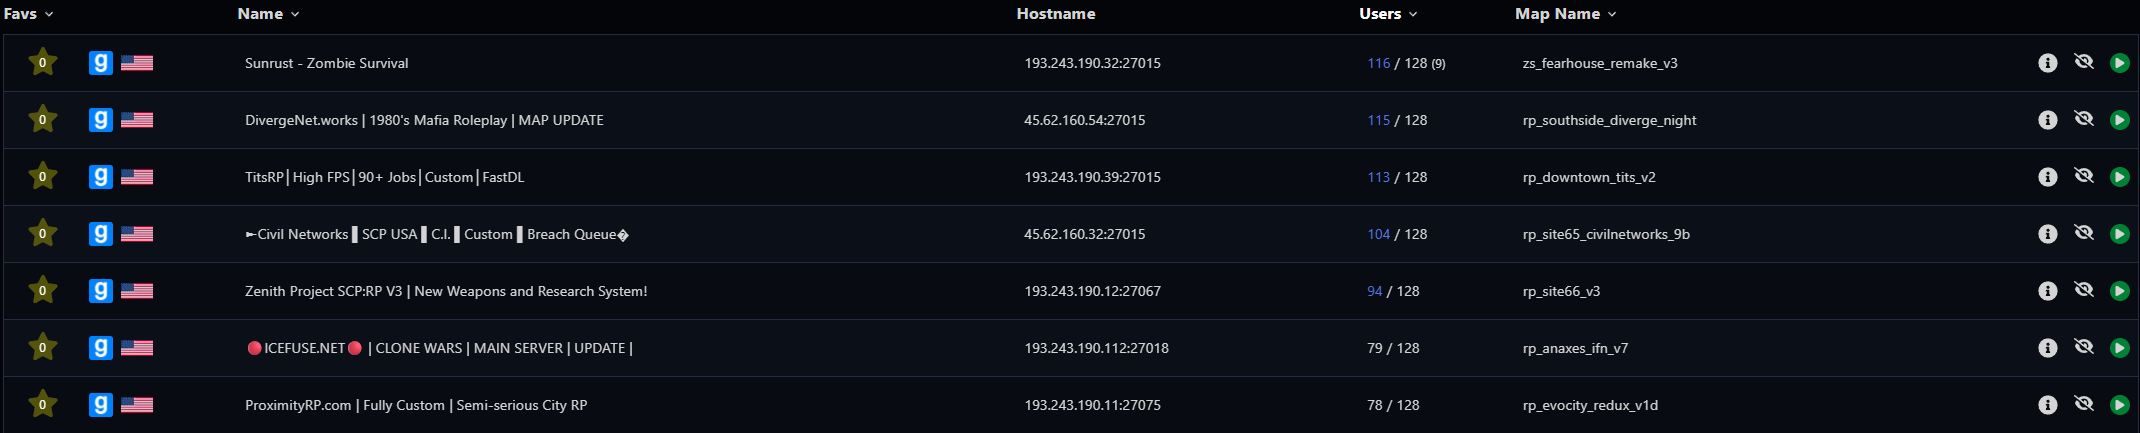 Favs Name Hostname Users Map Name
0 g Sunrust - Zombie Survival 193.243.190.32:27015 116 / 128 (9) zs_fearhouse_remake_v3
0 g DivergeNet.works | 1980's Mafia Roleplay | MAP UPDATE 45.62.160.54:27015 115 / 128 rp_southside_diverge_night
0 g TitsRP│High FPS│90+ Jobs│Custom│FastDL 193.243.190.39:27015 113 / 128 rp_downtown_tits_v2
0 g ►Civil Networks▐ SCP USA▐ C.I.▐ Custom▐ Breach Queue� 45.62.160.32:27015 104 / 128 rp_site65_civilnetworks_9b
0 g Zenith Project SCP:RP V3 | New Weapons and Research System! 193.243.190.12:27067 94 / 128 rp_site66_v3
0 g 🔴ICEFUSE.NET🔴 | CLONE WARS | MAIN SERVER | UPDATE | 193.243.190.112:27018 79 / 128 rp_anaxes_ifn_v7
0 g ProximityRP.com | Fully Custom | Semi-serious City RP 193.243.190.11:27075 78 / 128 rp_evocity_redux_v1d